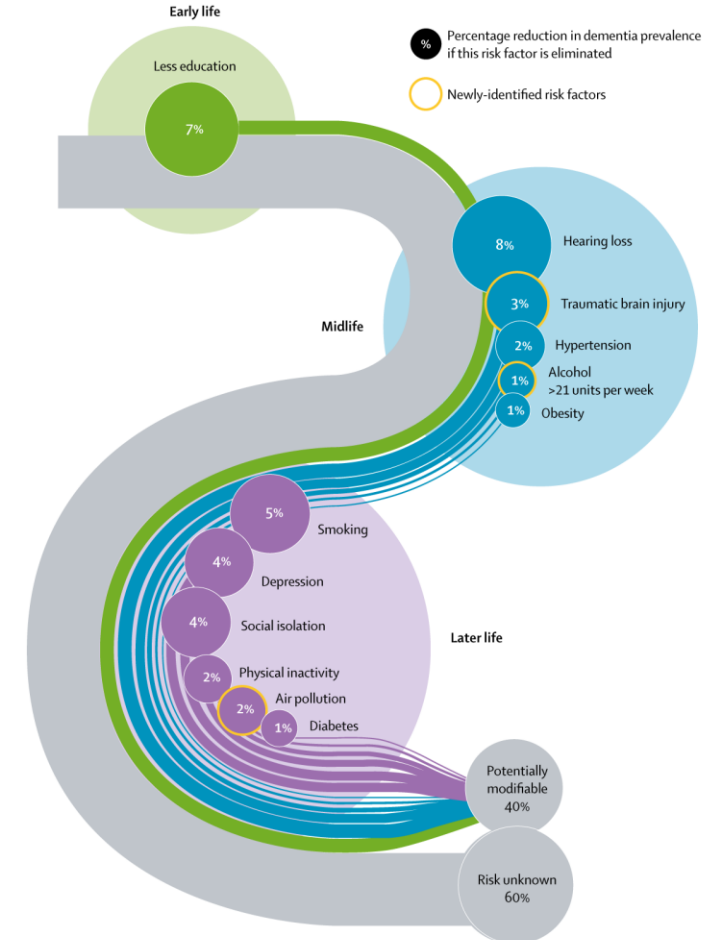 Early life
Percentage reduction in dementia prevalence
if this risk factor is eliminated
%
Newly-identified risk factors
Less education
7%
8%
Hearing loss
3%
Traumatic brain injury
Midlife
2%
Hypertension
1%
Alcohol
>21 units per week
1%
Obesity
5%
Smoking
4%
Depression
4%
Social isolation
Later life
2%
Physical inactivity
2%
Air pollution
1%
Diabetes
Potentially
modifiable
40%
Risk unknown
60%